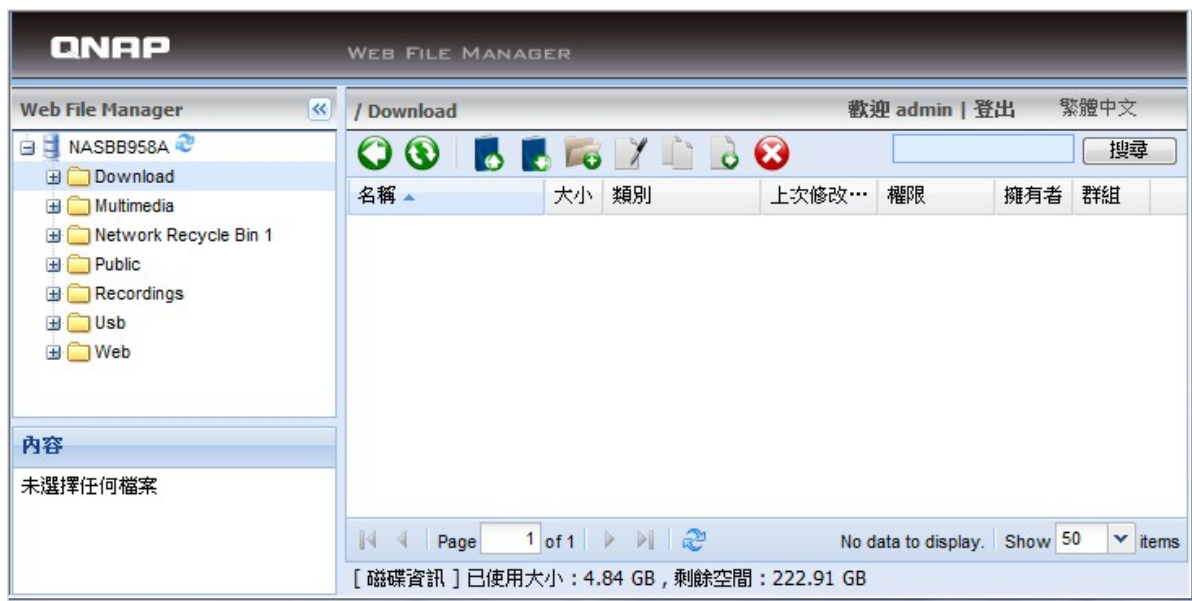 QNAP WEB FILE MANAGER
Web File Manager
/ Download 歡迎 admin | 登出 繁體中文
NASBB958A
Download
Multimedia
Network Recycle Bin 1
Public
Recordings
Usb
Web
搜尋
名稱 大小 類別 上次修改… 權限 擁有者 群組
內容
未選擇任何檔案
Page 1 of 1 No data to display. Show 50 items
[ 磁碟資訊 ] 已使用大小 : 4.84 GB , 剩餘空間 : 222.91 GB